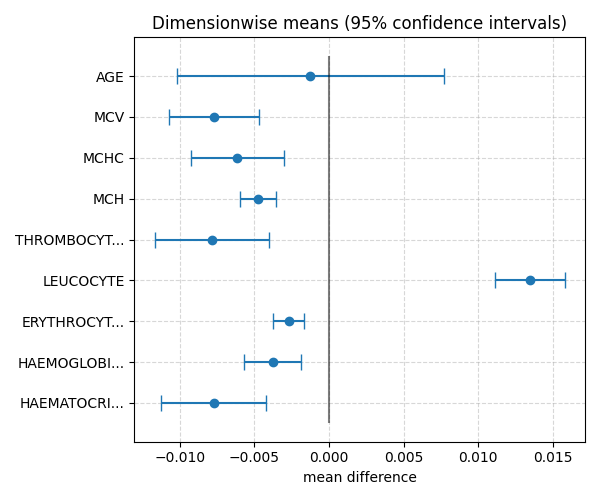 Dimensionwise means (95% confidence intervals)
AGE
MCV
MCHC
MCH
THROMBOCYT...
LEUCOCYTE
ERYTHROCYT...
HAEMOGLOBI...
HAEMATOCRI...
−0.010 −0.005 0.000 0.005 0.010 0.015
mean difference